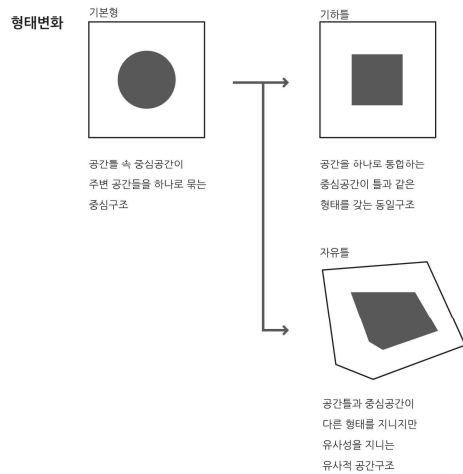 형태변화
기본형
공간틀 속 중심공간이
주변 공간들을 하나로 묶는
중심구조
기하틀
공간을 하나로 통합하는
중심공간이 틀과 같은
형태를 갖는 동일구조
자유틀
공간틀과 중심공간이
다른 형태를 지니지만
유사성을 지니는
유사적 공간구조